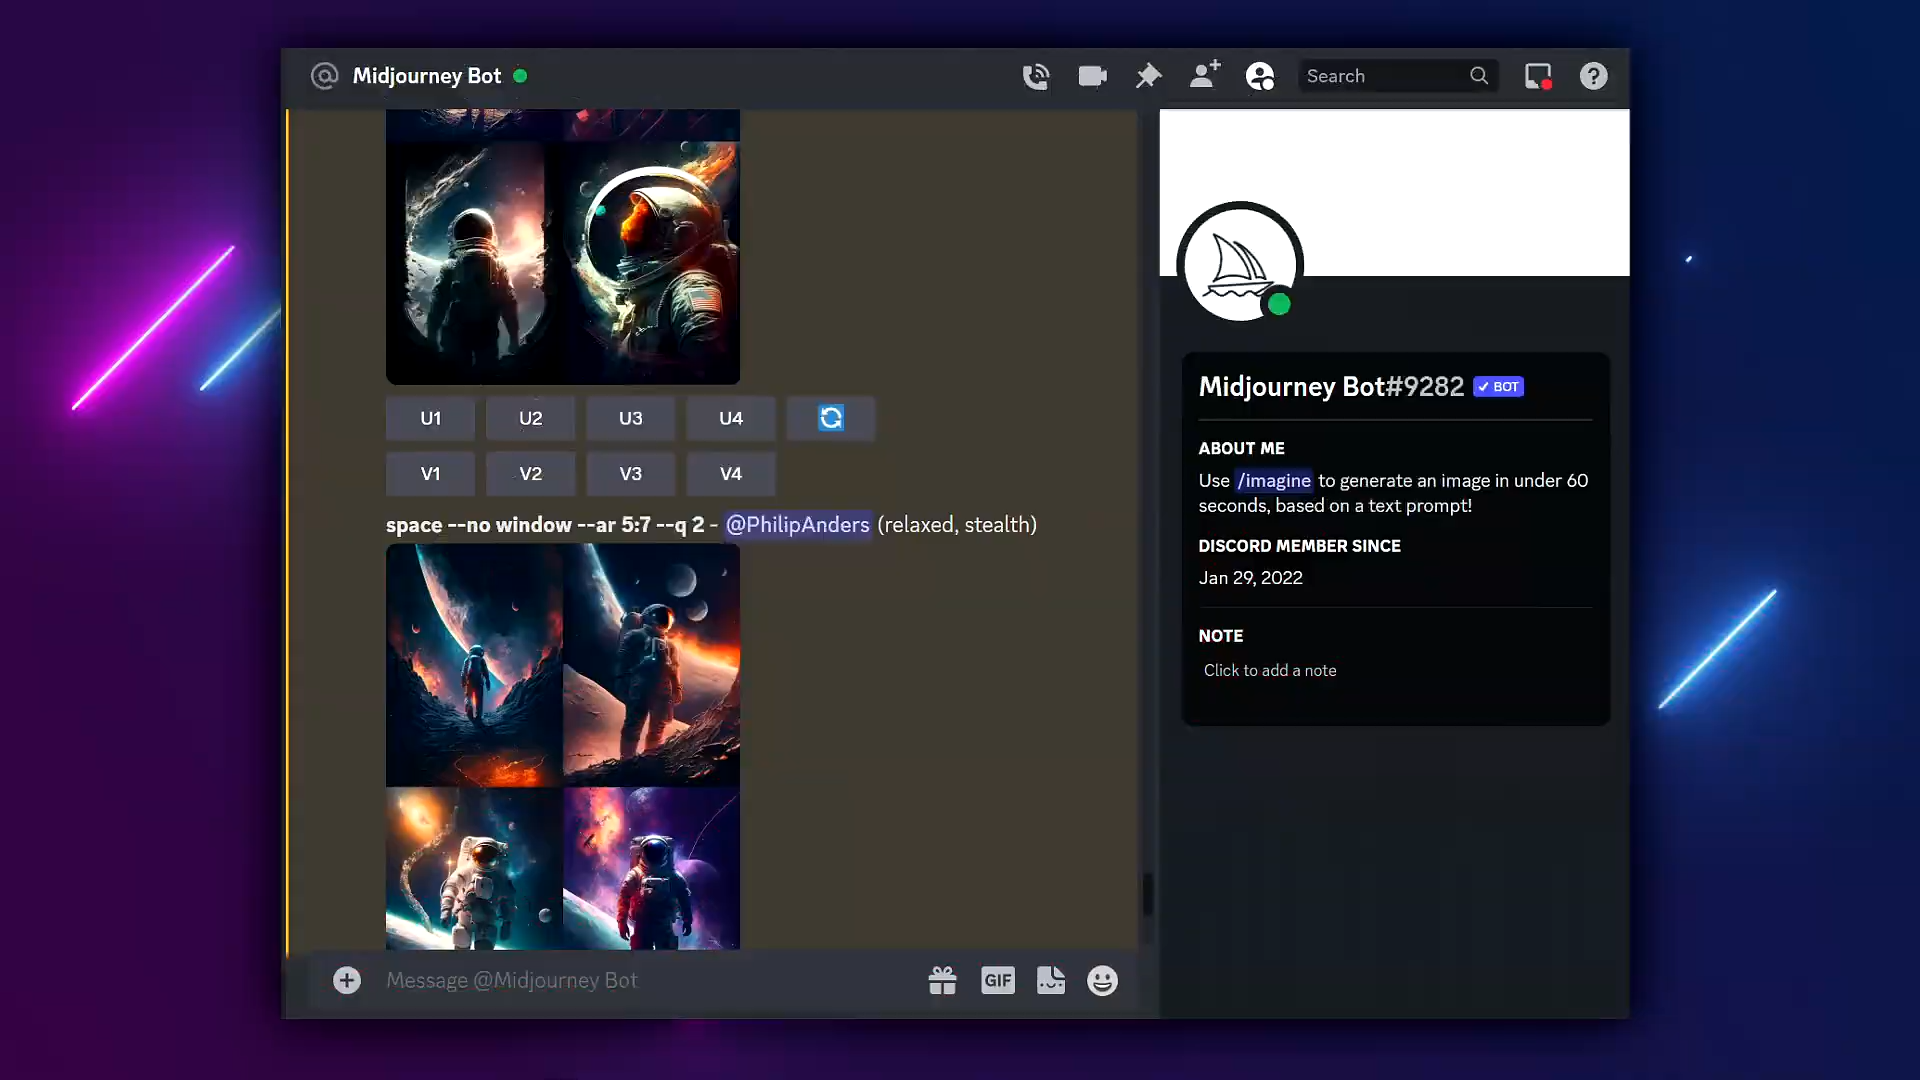 Midjourney Bot
Search
U1 U2 U3 U4
V1 V2 V3 V4
space --no window --ar 5:7 --q 2 - @PhilipAnders (relaxed, stealth)
Message @Midjourney Bot
GIF
Midjourney Bot#9282 ✓ BOT
ABOUT ME
Use /imagine to generate an image in under 60
seconds, based on a text prompt!
DISCORD MEMBER SINCE
Jan 29, 2022
NOTE
Click to add a note